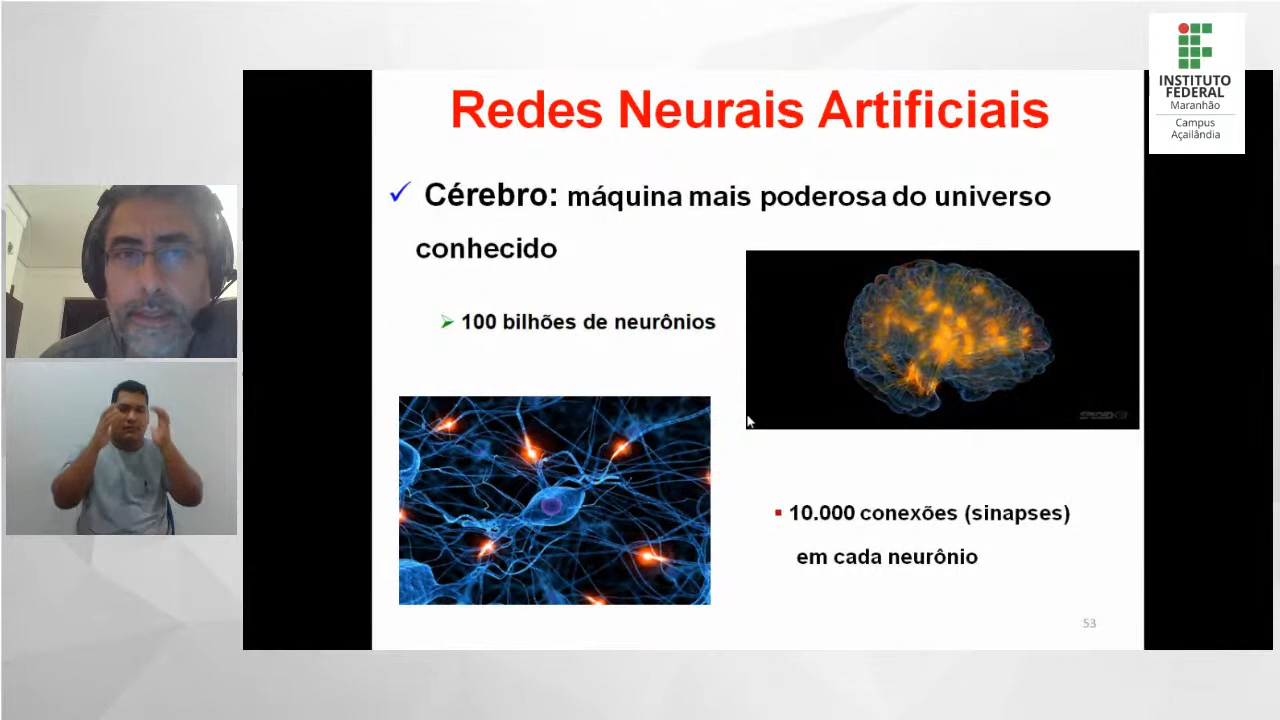 Redes Neurais Artificiais
Cérebro: máquina mais poderosa do universo
conhecido
100 bilhões de neurônios
10.000 conexões (sinapses)
em cada neurônio
53
INSTITUTO
FEDERAL
Maranhão
Campus
Açailândia